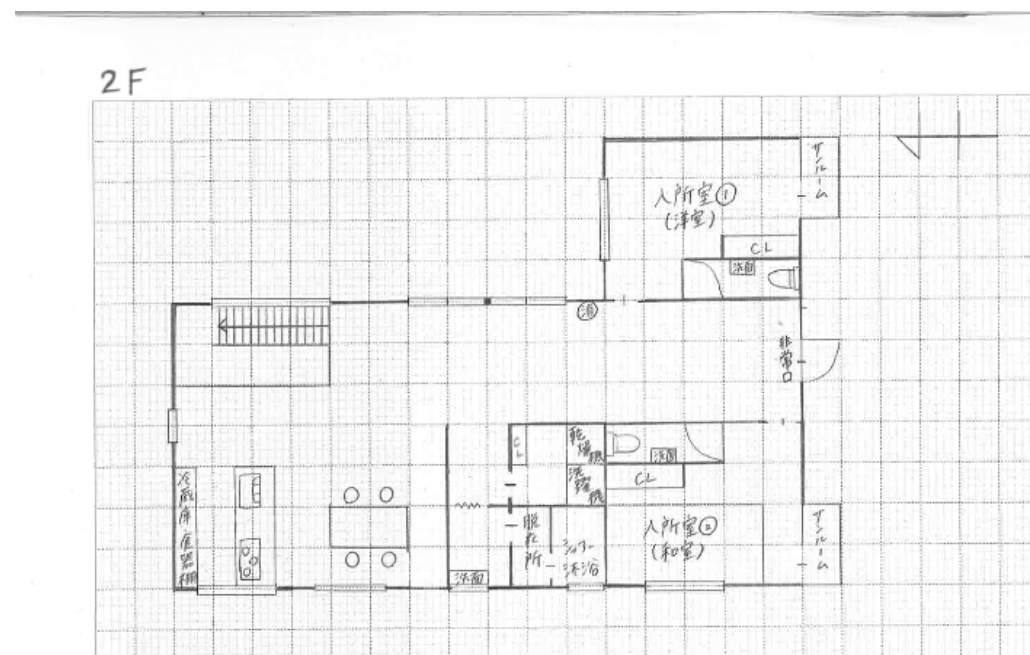 2F
サンルーム
入所室①
(洋室)
CL
洗面
消
非常口
CL
乾燥機
洗面
洗濯機
CL
冷蔵庫 食器棚
脱衣所
シャワー
沐浴
入所室②
(和室)
サンルーム
洗面